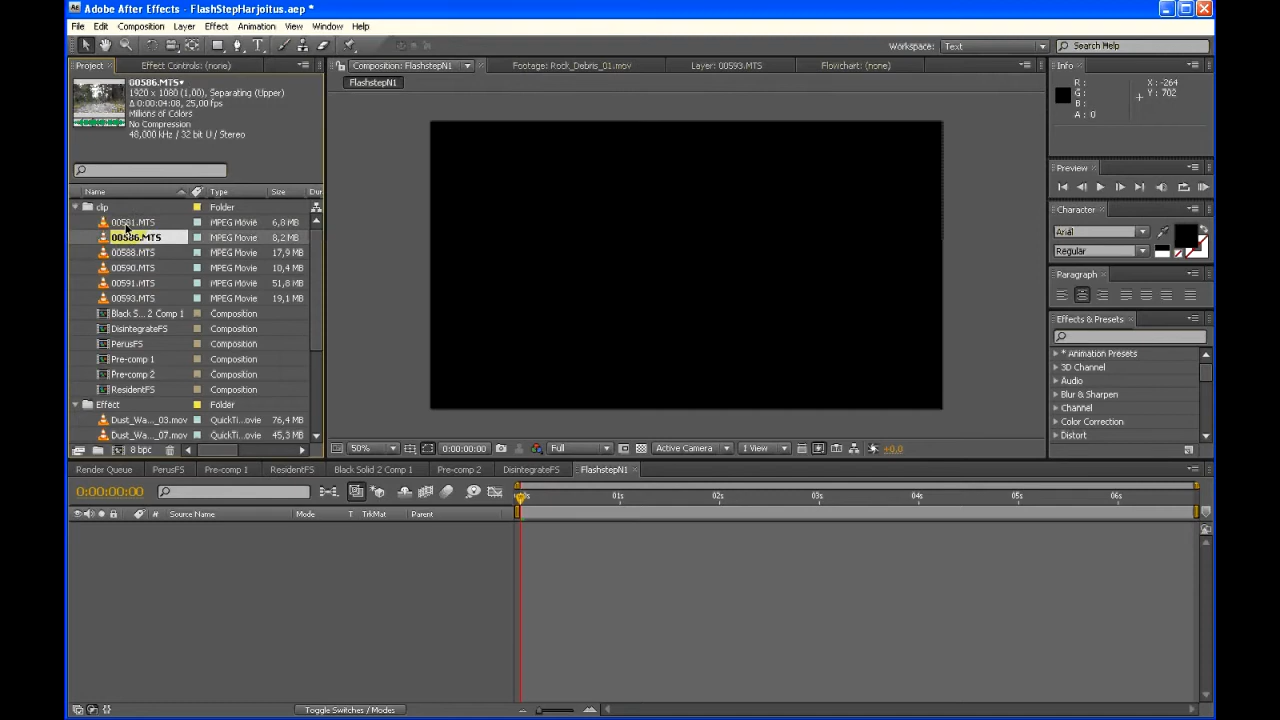 Adobe After Effects - FlashStepHarjoitus.aep *
File Edit Composition Layer Effect Animation View Window Help
Workspace: Text
Search Help
Project Effect Controls: (none)
Composition: FlashstepN1 Footage: Rock_Debris_01.mov Layer: 00593.MTS Flowchart: (none)
FlashstepN1
00586.MTS
1920 x 1080 (1,00), Separating (Upper)
Δ 0:00:04:08, 25,00 fps
Millions of Colors
No Compression
48,000 kHz / 32 bit U / Stereo
Name Type Size Dur
clip Folder
00581.MTS MPEG Movie 6,8 MB
00586.MTS MPEG Movie 8,2 MB
00588.MTS MPEG Movie 17,9 MB
00590.MTS MPEG Movie 10,4 MB
00591.MTS MPEG Movie 51,8 MB
00593.MTS MPEG Movie 19,1 MB
Black S... 2 Comp 1 Composition
DisintegrateFS Composition
PerusFS Composition
Pre-comp 1 Composition
Pre-comp 2 Composition
ResidentFS Composition
Effect Folder
Dust_Wa..._03.mov QuickTi...ovie 76,4 MB
Dust_Wa..._07.mov QuickTi...ovie 45,3 MB
8 bpc
50% 0:00:00:00 Full Active Camera 1 View +0,0
Info
R :
G :
B :
A : 0
X : -264
Y : 702
Preview
Character
Arial
Regular
Paragraph
Effects & Presets
* Animation Presets
3D Channel
Audio
Blur & Sharpen
Channel
Color Correction
Distort
Render Queue PerusFS Pre-comp 1 ResidentFS Black Solid 2 Comp 1 Pre-comp 2 DisintegrateFS FlashstepN1
0:00:00:00
01s 02s 03s 04s 05s 06s
# Source Name Mode T TrkMat Parent
Toggle Switches / Modes